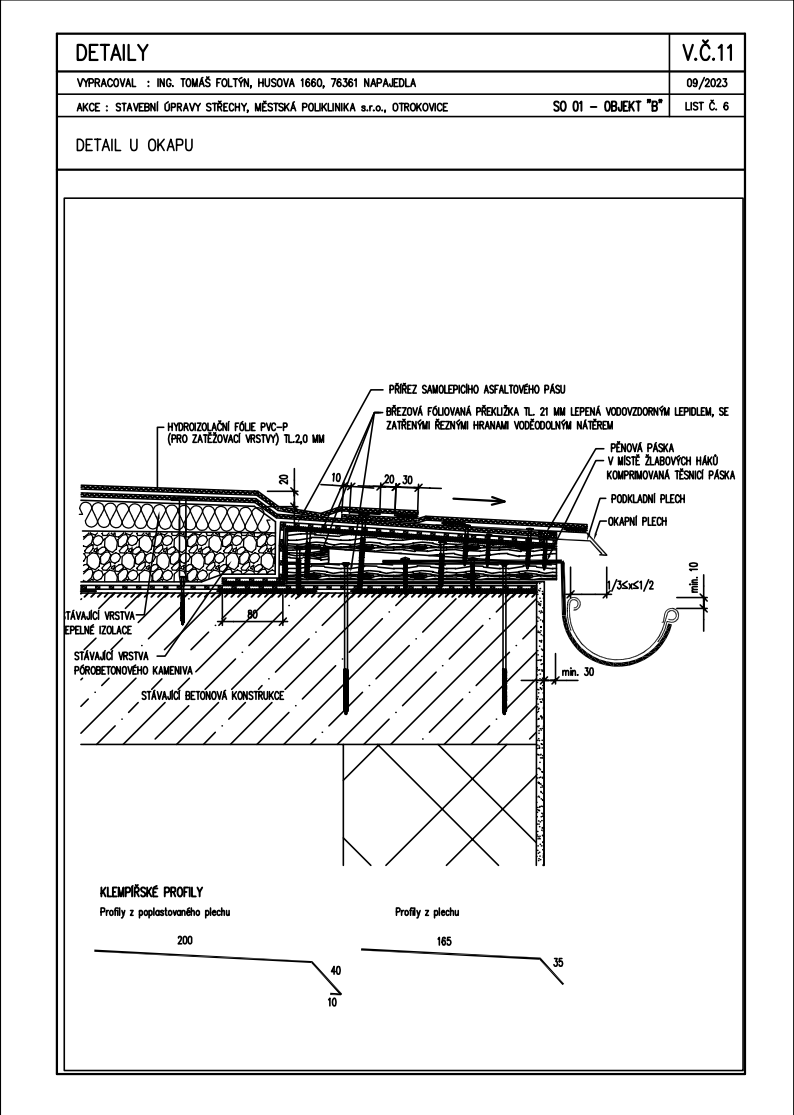 DETAILY
V.Č.11
VYPRACOVAL : ING. TOMÁŠ FOLTÝN, HUSOVA 1660, 76361 NAPAJEDLA
09/2023
AKCE : STAVEBNÍ ÚPRAVY STŘECHY, MĚSTSKÁ POLIKLINIKA s.r.o., OTROKOVICE
SO 01 – OBJEKT "B"
LIST Č. 6
DETAIL U OKAPU
PŘÍŘEZ SAMOLEPICÍHO ASFALTOVÉHO PÁSU
BŘEZOVÁ FÓLIOVANÁ PŘEKLIŽKA TL. 21 MM LEPENÁ VODOVZDORNÝM LEPIDLEM, SE
ZATŘENÝMI ŘEZNÝMI HRANAMI VODĚODOLNÝM NÁTĚREM
HYDROIZOLAČNÍ FÓLIE PVC-P
(PRO ZATĚŽOVACÍ VRSTVY) TL.2,0 MM
PĚNOVÁ PÁSKA
V MÍSTĚ ŽLABOVÝCH HÁKŮ
KOMPRIMOVANÁ TĚSNICÍ PÁSKA
20
10
20
30
PODKLADNÍ PLECH
OKAPNÍ PLECH
1/3≤x≤1/2
min. 10
80
TÁVAJÍCÍ VRSTVA
EPELNÉ IZOLACE
STÁVAJÍCÍ VRSTVA
PÓROBETONOVÉHO KAMENIVA
min. 30
STÁVAJÍCÍ BETONOVÁ KONSTRUKCE
KLEMPÍŘSKÉ PROFILY
Profily z poplastovaného plechu
Profily z plechu
200
165
40
35
10